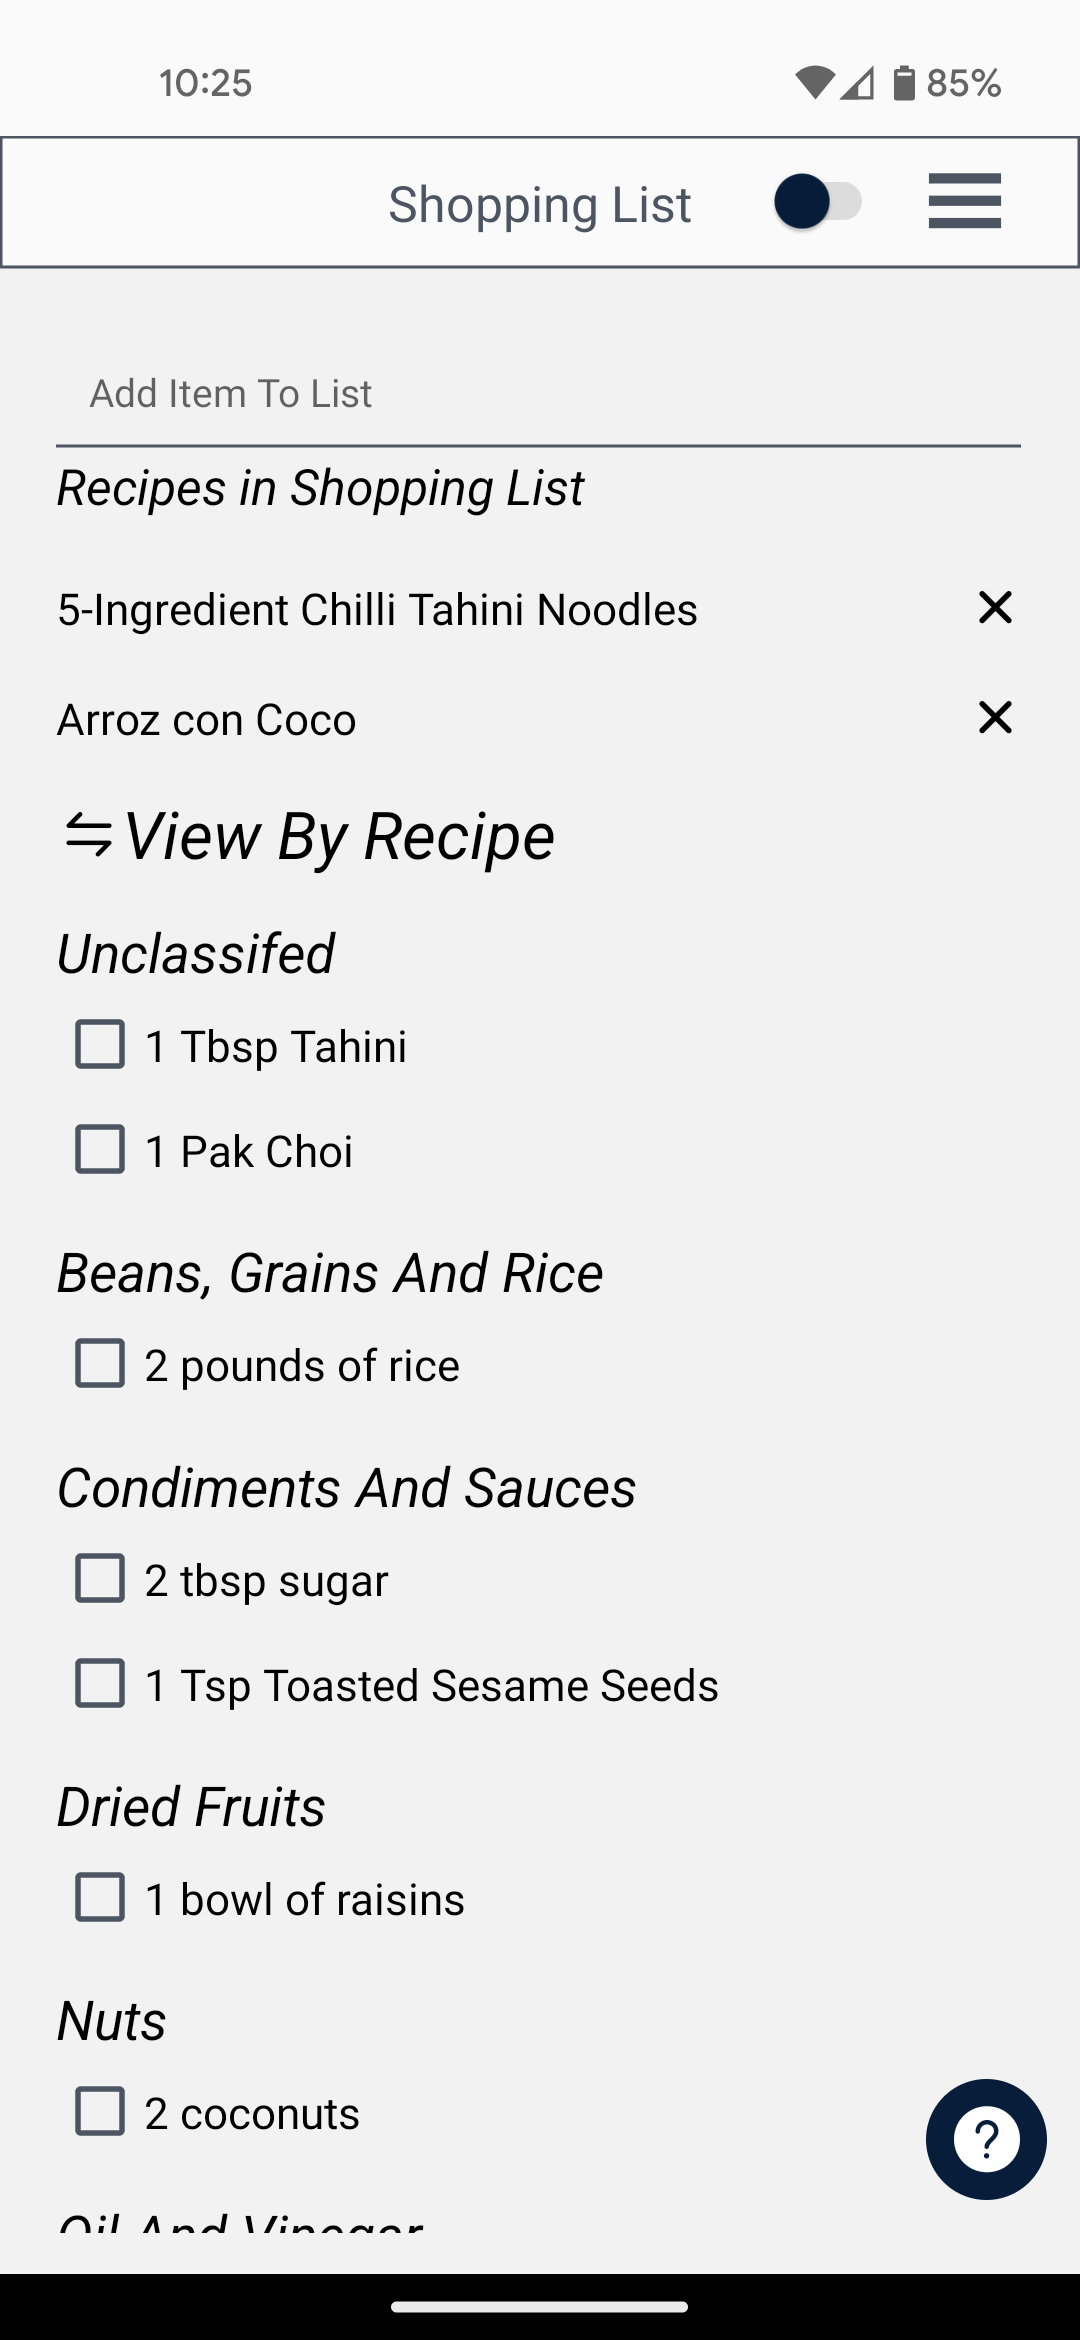 10:25
85%
Shopping List
Add Item To List
Recipes in Shopping List
5-Ingredient Chilli Tahini Noodles
Arroz con Coco
View By Recipe
Unclassifed
1 Tbsp Tahini
1 Pak Choi
Beans, Grains And Rice
2 pounds of rice
Condiments And Sauces
2 tbsp sugar
1 Tsp Toasted Sesame Seeds
Dried Fruits
1 bowl of raisins
Nuts
2 coconuts
?
Oil And Vinegar